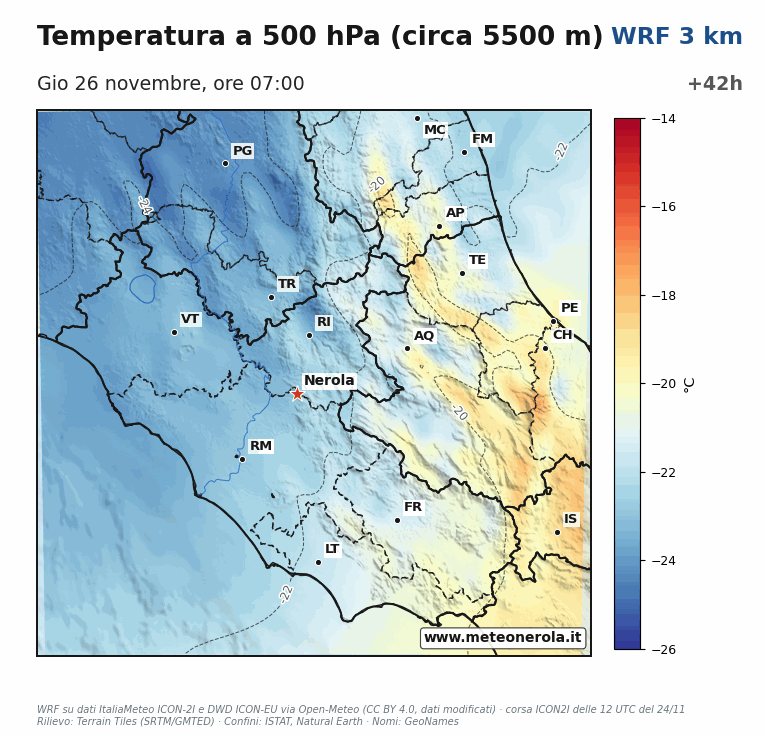 Temperatura a 500 hPa (circa 5500 m) WRF 3 km
Gio 26 novembre, ore 07:00 +42h
MC
FM
PG
-22
-20
-24
AP
TE
TR
PE
VT
RI
AQ
CH
Nerola
-20
RM
FR
IS
LT
-22
www.meteonerola.it
−14
−16
−18
−20
−22
−24
−26
°C
WRF su dati ItaliaMeteo ICON-2I e DWD ICON-EU via Open-Meteo (CC BY 4.0, dati modificati) · corsa ICON2I delle 12 UTC del 24/11
Rilievo: Terrain Tiles (SRTM/GMTED) · Confini: ISTAT, Natural Earth · Nomi: GeoNames